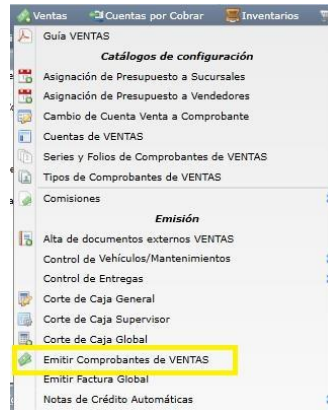 Ventas Cuentas por Cobrar Inventarios
Guía VENTAS
Catálogos de configuración
Asignación de Presupuesto a Sucursales
Asignación de Presupuesto a Vendedores
Cambio de Cuenta Venta a Comprobante
Cuentas de VENTAS
Series y Folios de Comprobantes de VENTAS
Tipos de Comprobantes de VENTAS
Comisiones
Emisión
Alta de documentos externos VENTAS
Control de Vehículos/Mantenimientos
Control de Entregas
Corte de Caja General
Corte de Caja Supervisor
Corte de Caja Global
Emitir Comprobantes de VENTAS
Emitir Factura Global
Notas de Crédito Automáticas